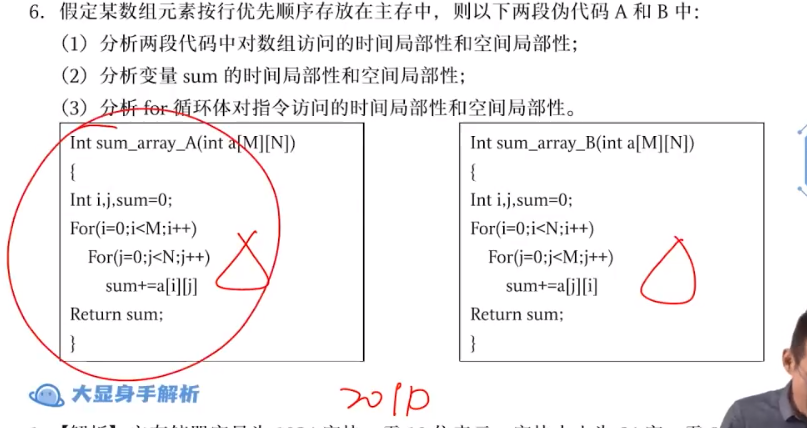 6. 假定某数组元素按行优先顺序存放在主存中，则以下两段伪代码 A 和 B 中：
（1）分析两段代码中对数组访问的时间局部性和空间局部性；
（2）分析变量 sum 的时间局部性和空间局部性；
（3）分析 for 循环体对指令访问的时间局部性和空间局部性。
Int sum_array_A(int a[M][N])
{
Int i,j,sum=0;
For(i=0;i<M;i++)
For(j=0;j<N;j++)
sum+=a[i][j]
Return sum;
}
Int sum_array_B(int a[M][N])
{
Int i,j,sum=0;
For(i=0;i<N;i++)
For(j=0;j<M;j++)
sum+=a[j][i]
Return sum;
}
大显身手解析